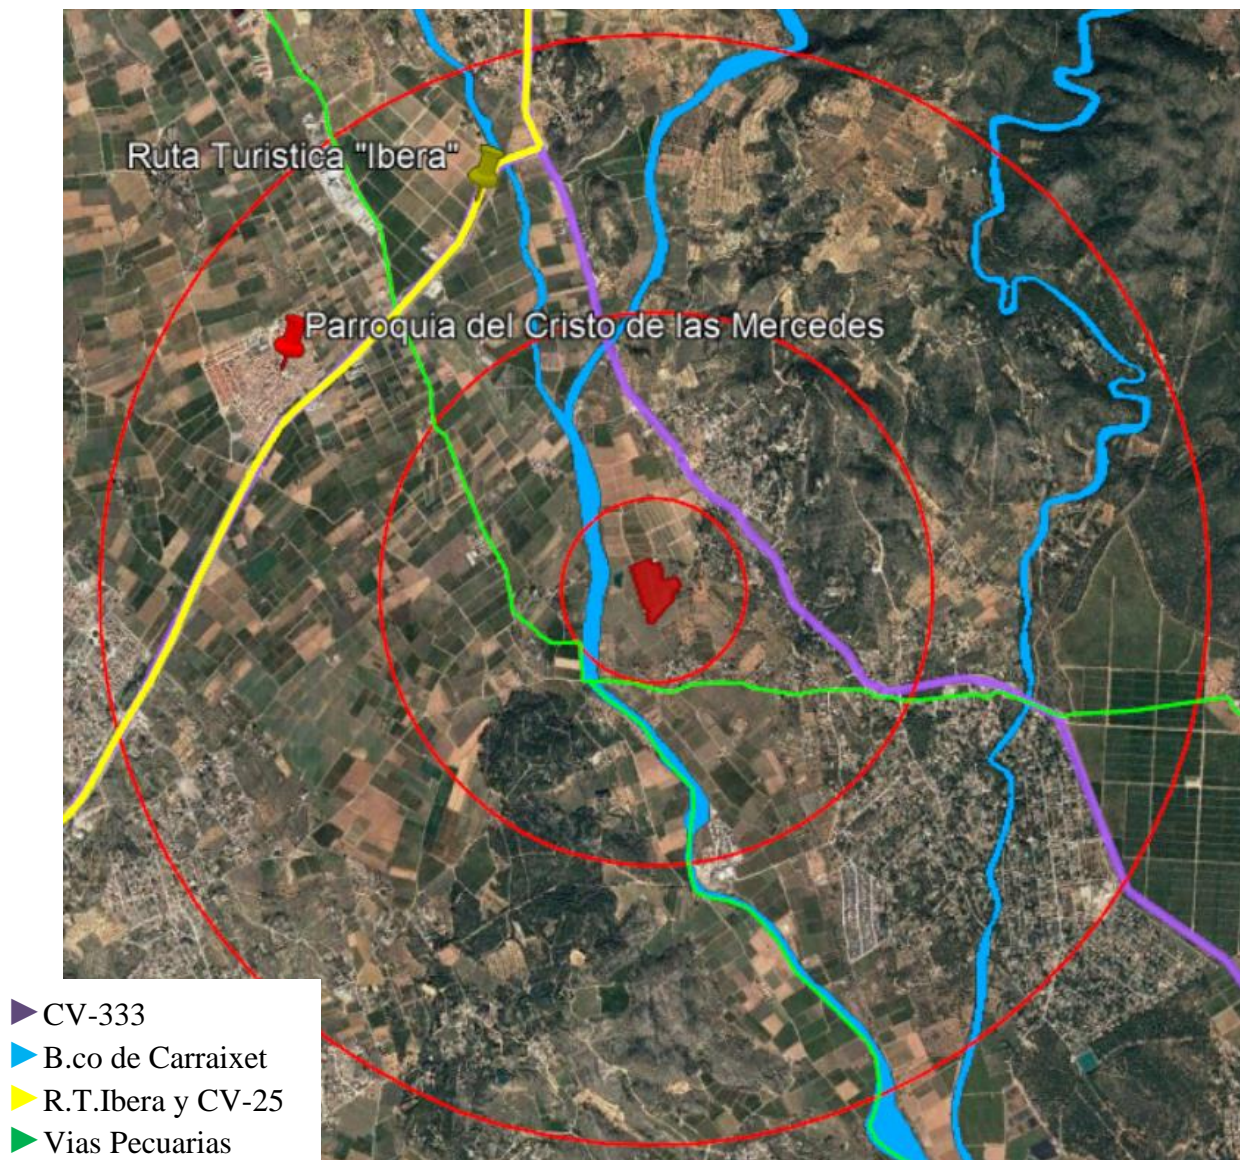 Ruta Turistica "Ibera"
Parroquia del Cristo de las Mercedes
CV-333
B.co de Carraixet
R.T.Ibera y CV-25
Vias Pecuarias